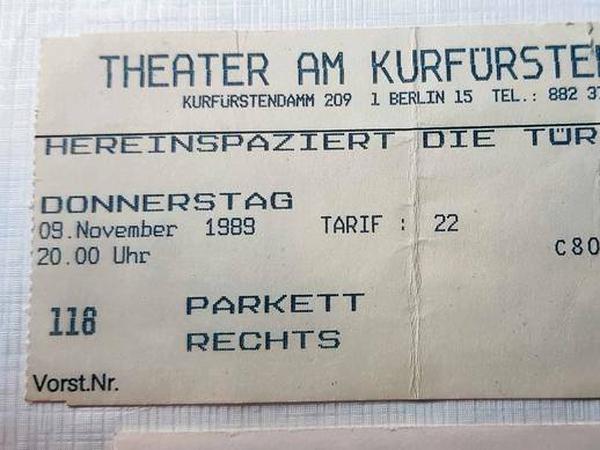 THEATER AM KURFÜRSTE
KURFÜRSTENDAMM 209 1 BERLIN 15 TEL.: 882 3
HEREINSPAZIERT DIE TÜR
DONNERSTAG
09.November 1989 TARIF : 22
20.00 Uhr
C80
118 PARKETT
RECHTS
Vorst.Nr.